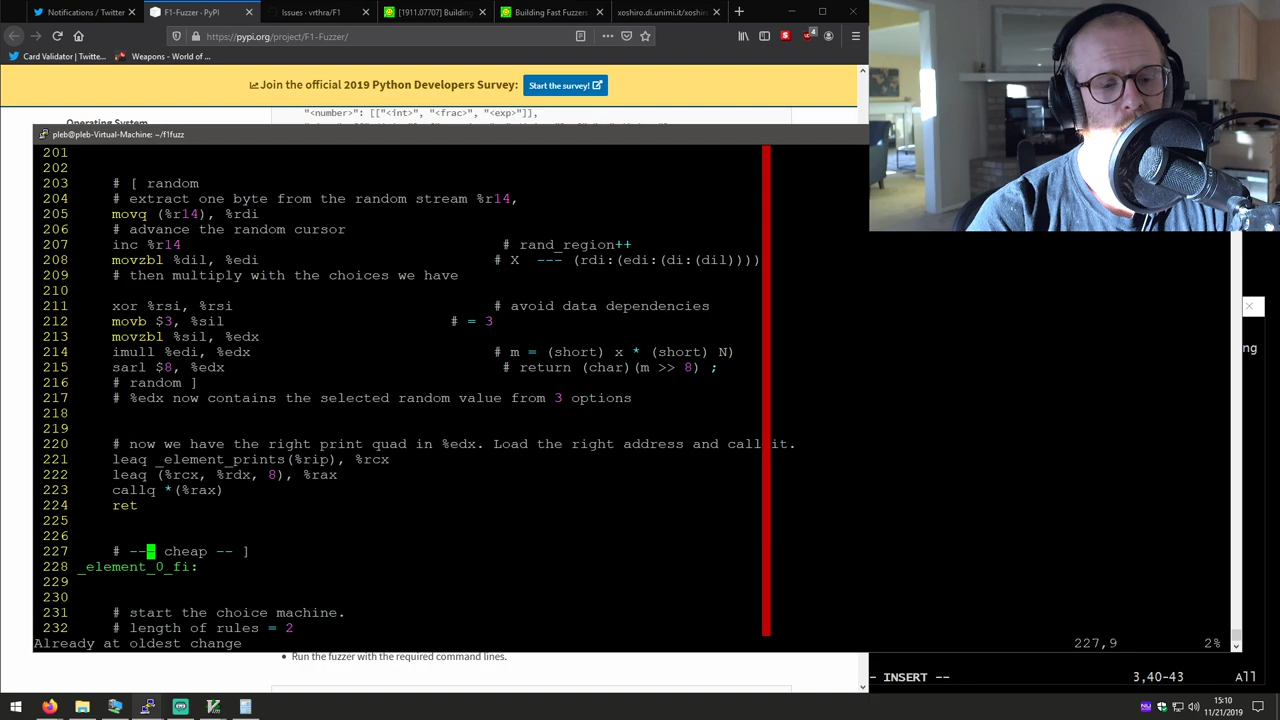 Notifications / Twitter
F1-Fuzzer · PyPI
Issues · vrthra/F1
[1911.07707] Building
Building Fast Fuzzers
xoshiro.di.unimi.it/xoshiro
https://pypi.org/project/F1-Fuzzer/
Card Validator | Twitte...
Weapons - World of ...
Join the official 2019 Python Developers Survey:
Start the survey!
Operating System
"<number>": [["<int>", "<frac>", "<exp>"]],
pleb@pleb-Virtual-Machine: ~/f1fuzz
201
202
203 # [ random
204 # extract one byte from the random stream %r14,
205 movq (%r14), %rdi
206 # advance the random cursor
207 inc %r14 # rand_region++
208 movzbl %dil, %edi # X --- (rdi:(edi:(di:(dil))))
209 # then multiply with the choices we have
210
211 xor %rsi, %rsi # avoid data dependencies
212 movb $3, %sil # = 3
213 movzbl %sil, %edx
214 imull %edi, %edx # m = (short) x * (short) N)
215 sarl $8, %edx # return (char)(m >> 8) ;
216 # random ]
217 # %edx now contains the selected random value from 3 options
218
219
220 # now we have the right print quad in %edx. Load the right address and call it.
221 leaq _element_prints(%rip), %rcx
222 leaq (%rcx, %rdx, 8), %rax
223 callq *(%rax)
224 ret
225
226
227 # --- cheap -- ]
228 _element_0_fi:
229
230
231 # start the choice machine.
232 # length of rules = 2
Already at oldest change 227,9 2%
ng
Run the fuzzer with the required command lines.
- INSERT -- 3,40-43 All
15:10
11/21/2019